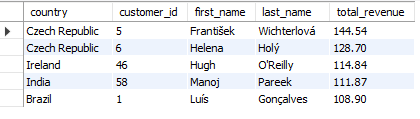 country customer_id first_name last_name total_revenue
Czech Republic 5 František Wichterlová 144.54
Czech Republic 6 Helena Holý 128.70
Ireland 46 Hugh O'Reilly 114.84
India 58 Manoj Pareek 111.87
Brazil 1 Luís Gonçalves 108.90